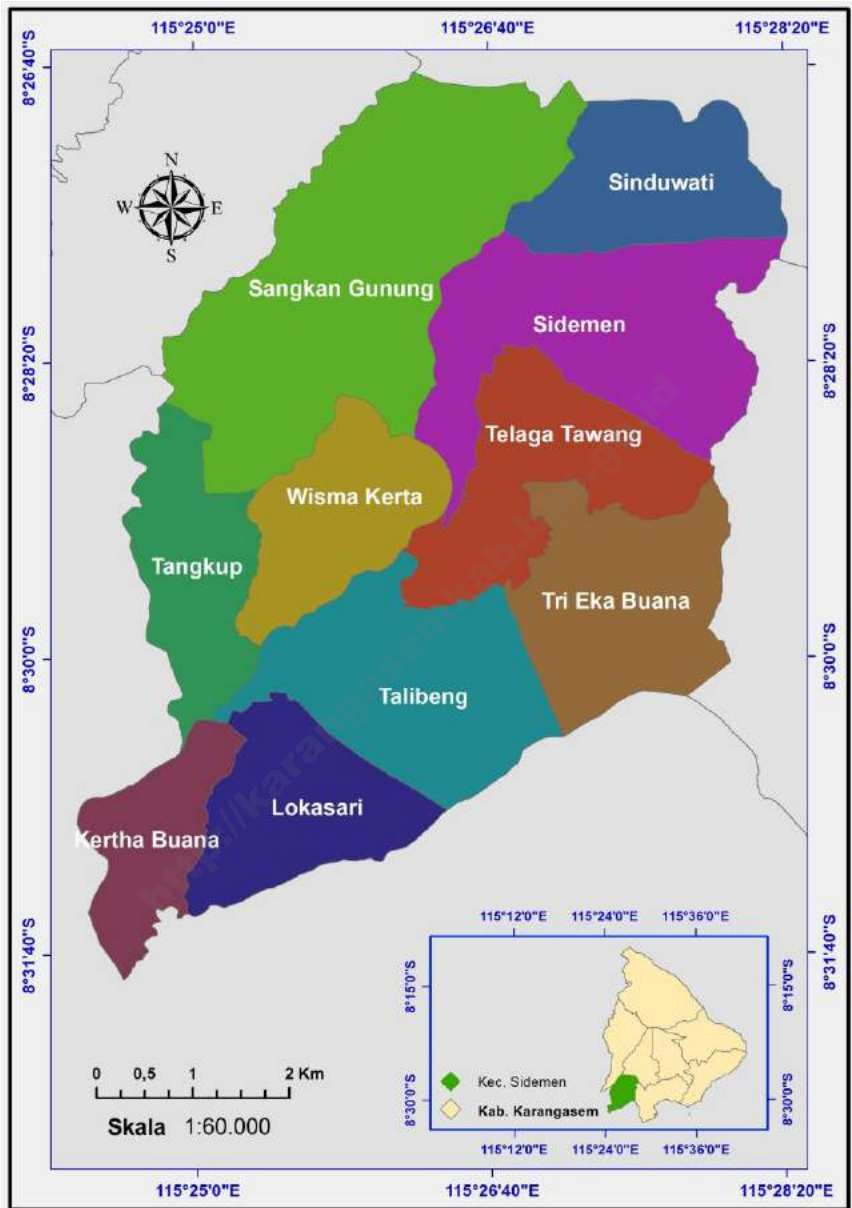 115°25'0"E 115°26'40"E 115°28'20"E
8°26'40"S
N
W E
S
Sinduwati
Sangkan Gunung
Sidemen
8°28'20"S 8°28'20"S
Telaga Tawang
Wisma Kerta
Tangkup
Tri Eka Buana
8°30'0"S 8°30'0"S
Talibeng
Lokasari
Kertha Buana
8°31'40"S 8°31'40"S
115°12'0"E 115°24'0"E 115°36'0"E
8°15'0"S 8°15'0"S
Kec. Sidemen
Kab. Karangasem
8°30'0"S 8°30'0"S
115°12'0"E 115°24'0"E 115°36'0"E
0 0,5 1 2 Km
Skala 1:60.000
115°25'0"E 115°26'40"E 115°28'20"E